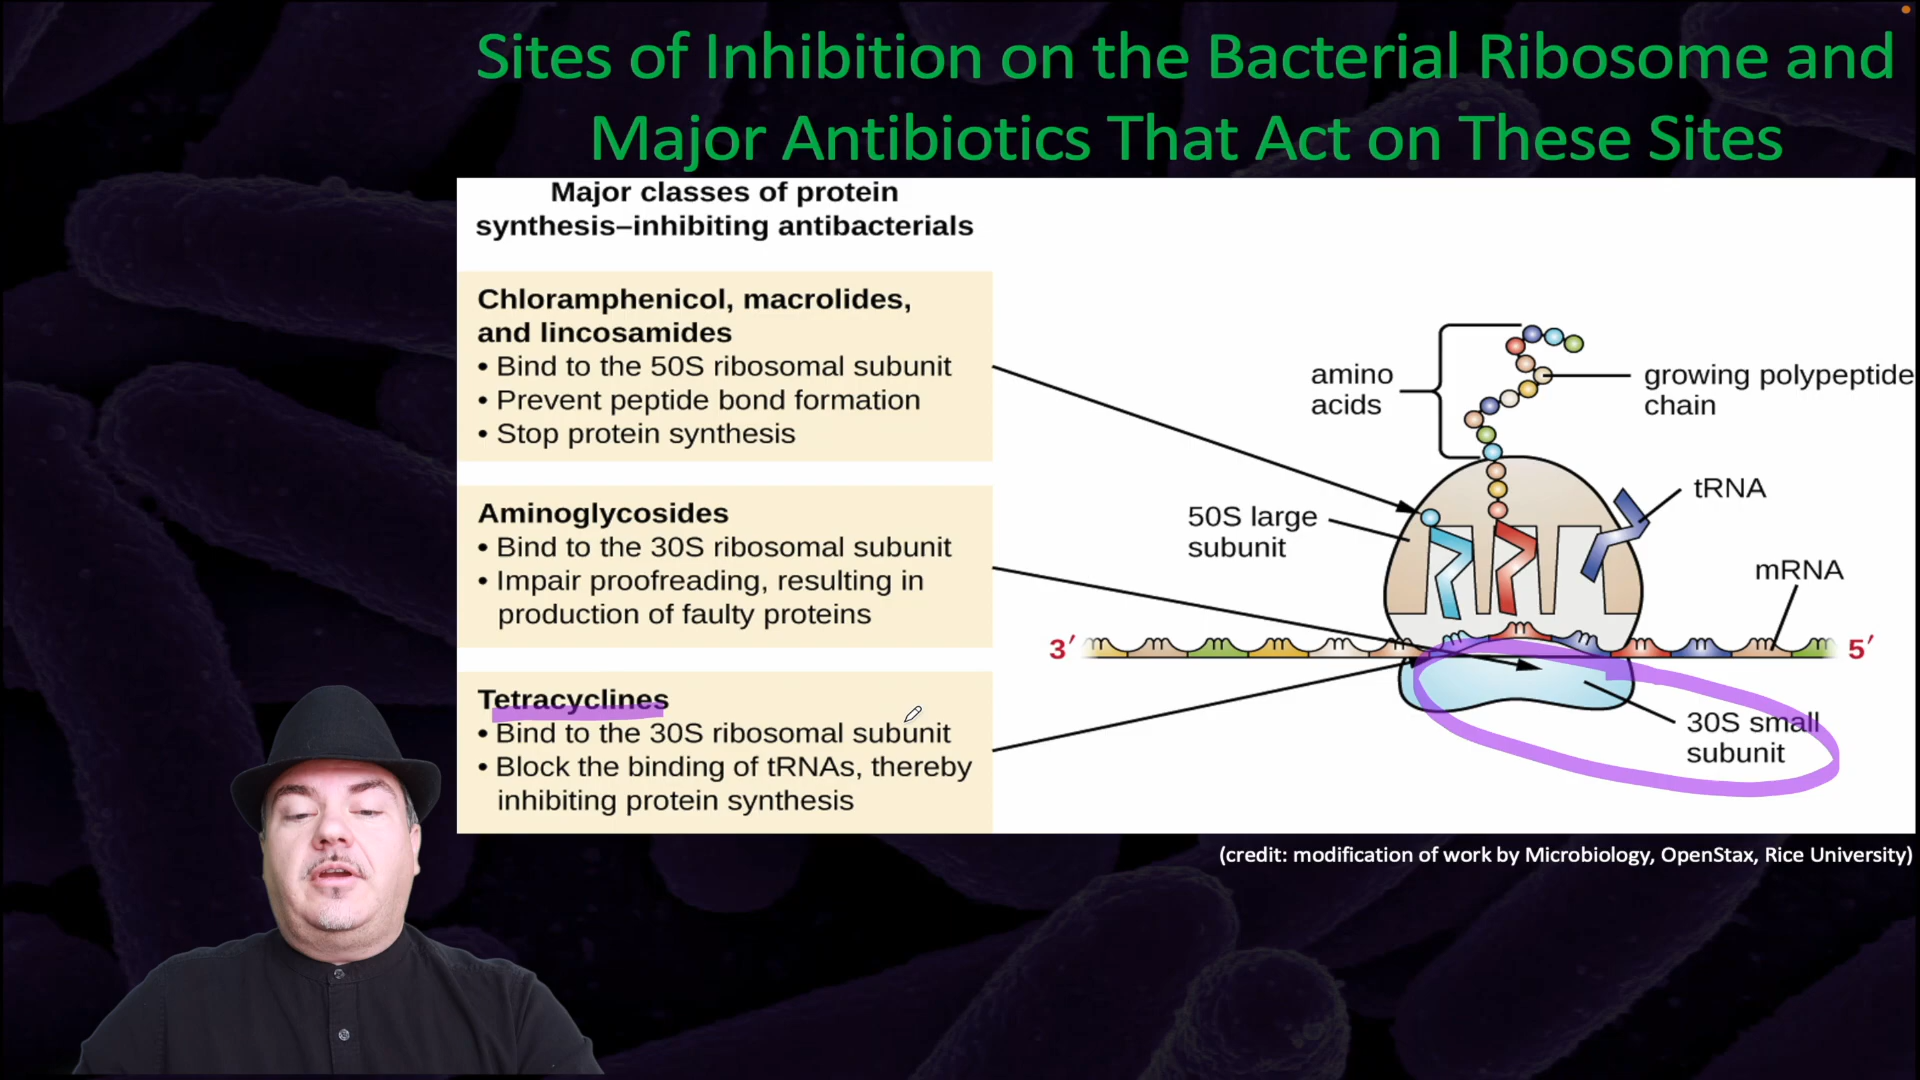 Sites of Inhibition on the Bacterial Ribosome and
Major Antibiotics That Act on These Sites
Major classes of protein
synthesis–inhibiting antibacterials
Chloramphenicol, macrolides,
and lincosamides
• Bind to the 50S ribosomal subunit
• Prevent peptide bond formation
• Stop protein synthesis
Aminoglycosides
• Bind to the 30S ribosomal subunit
• Impair proofreading, resulting in
production of faulty proteins
Tetracyclines
• Bind to the 30S ribosomal subunit
• Block the binding of tRNAs, thereby
inhibiting protein synthesis
amino
acids
growing polypeptide
chain
tRNA
50S large
subunit
mRNA
3′
5′
30S small
subunit
(credit: modification of work by Microbiology, OpenStax, Rice University)